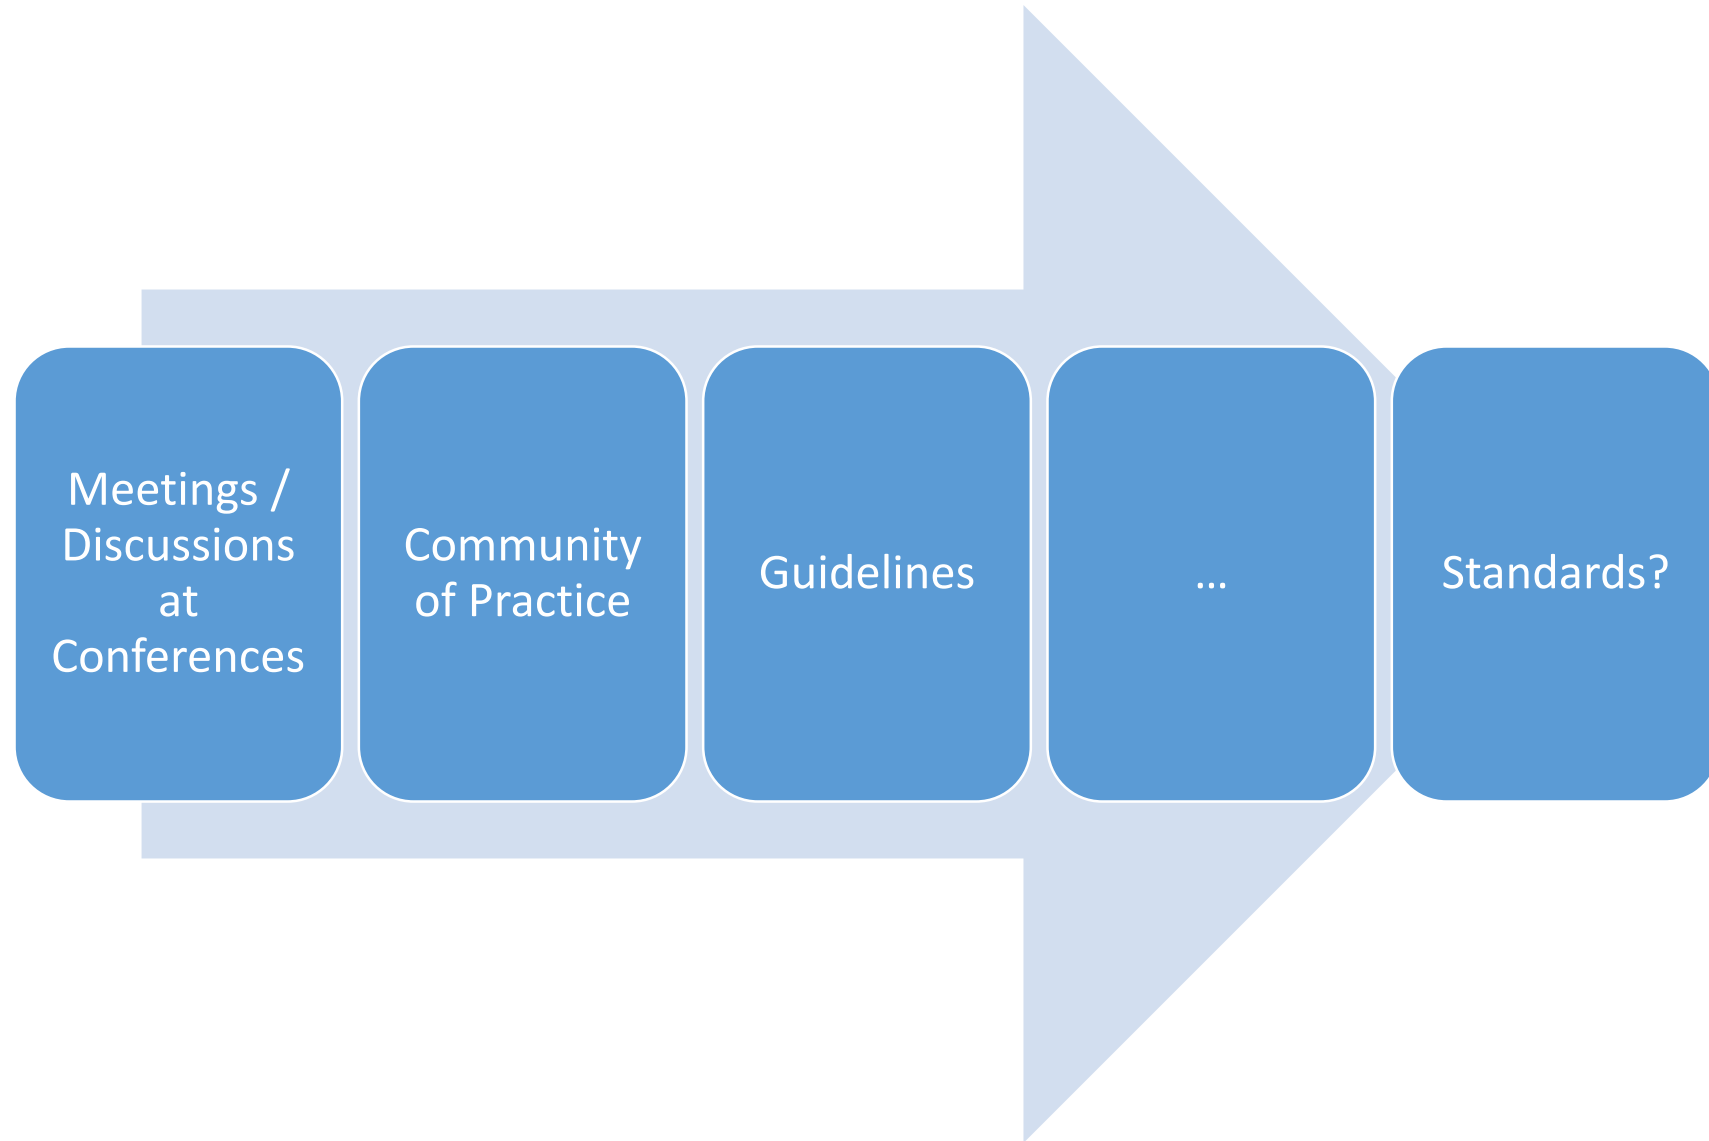 Meetings /
Discussions
at
Conferences
Community
of Practice
Guidelines
...
Standards?